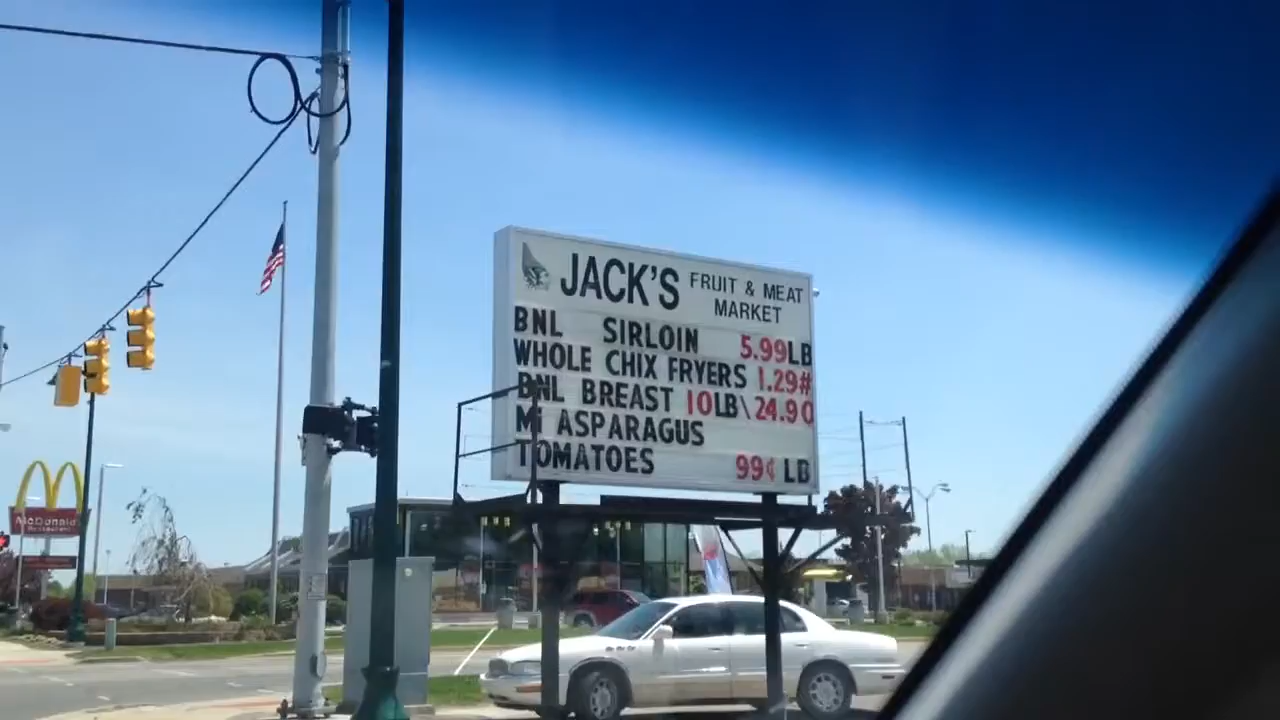 JACK'S FRUIT & MEAT
MARKET
BNL SIRLOIN 5.99LB
WHOLE CHIX FRYERS 1.29#
BNL BREAST 10LB\24.90
MI ASPARAGUS
TOMATOES 99¢ LB
McDonald's